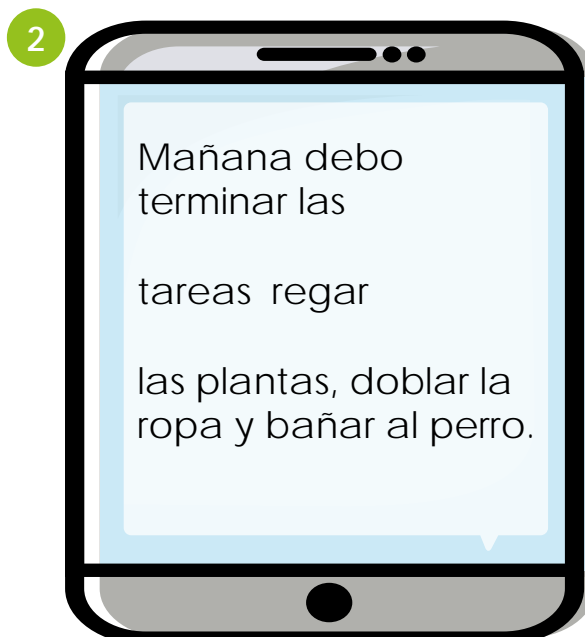 2
Mañana debo
terminar las
tareas  regar
las plantas, doblar la
ropa y bañar al perro.